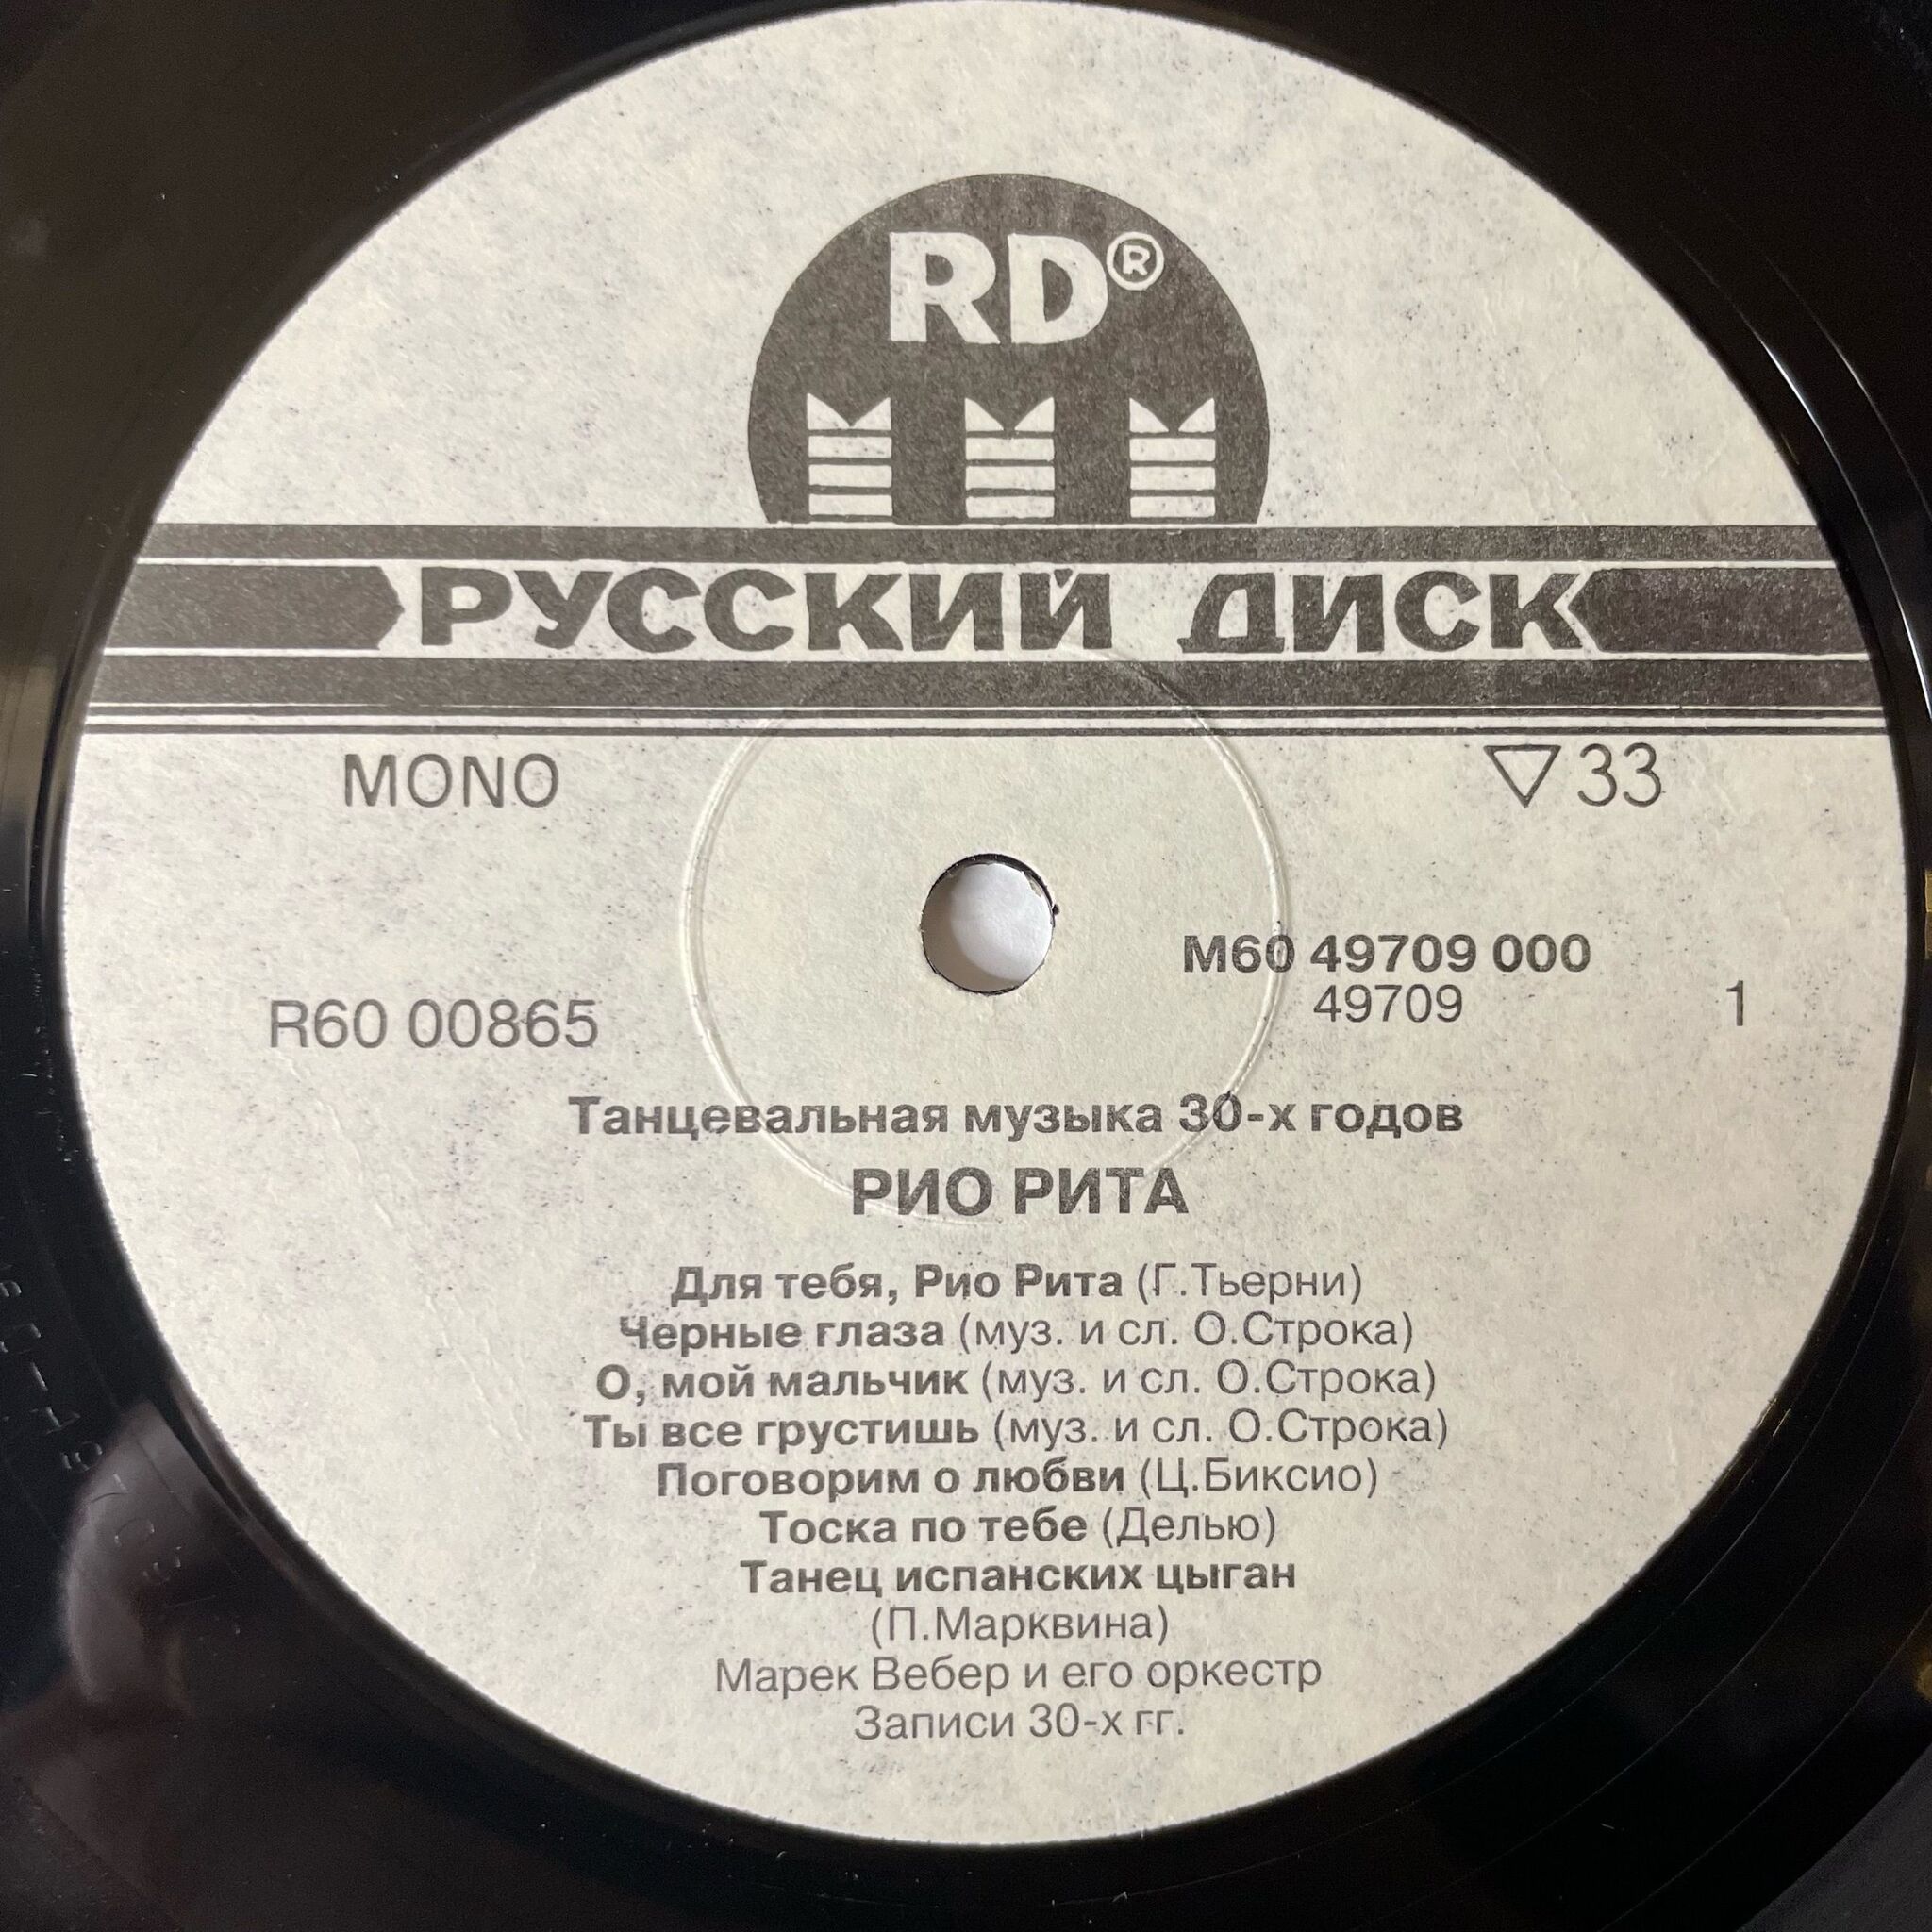 RD®
РУССКИЙ ДИСК
MONO
▽33
М60 49709 000
R60 00865
49709
1
Танцевальная музыка 30-х годов
РИО РИТА
Для тебя, Рио Рита (Г.Тьерни)
Черные глаза (муз. и сл. О.Строка)
О, мой мальчик (муз. и сл. О.Строка)
Ты все грустишь (муз. и сл. О.Строка)
Поговорим о любви (Ц.Биксио)
Тоска по тебе (Делью)
Танец испанских цыган
(П.Марквина)
Марек Вебер и его оркестр
Записи 30-х гг.